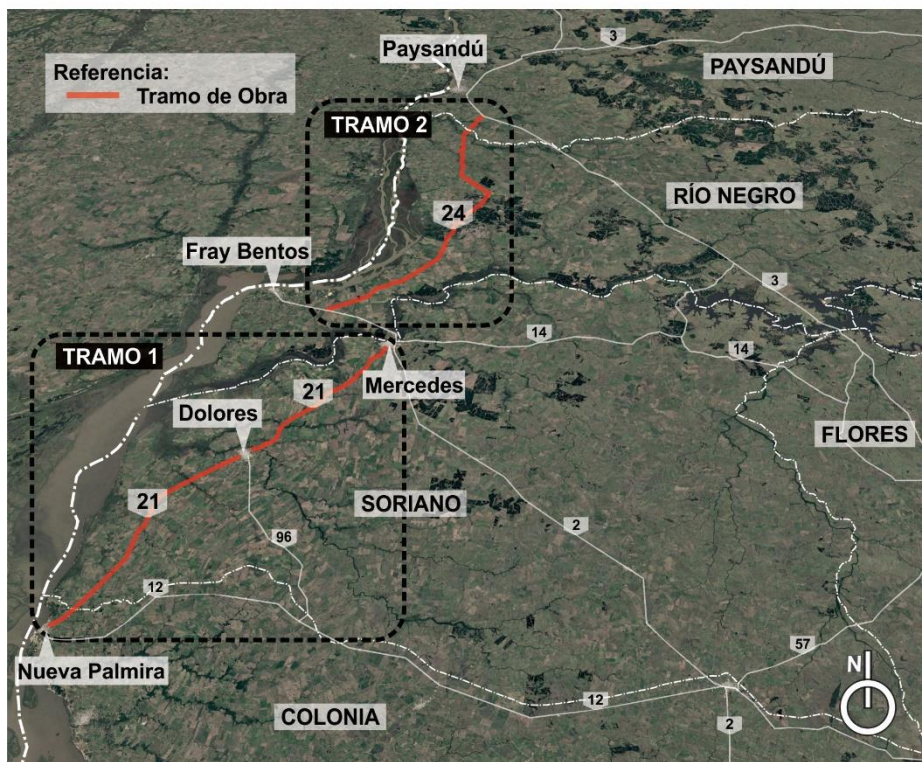 3
Paysandú
PAYSANDÚ
Referencia:
Tramo de Obra
TRAMO 2
RÍO NEGRO
24
Fray Bentos
3
14
TRAMO 1
14
Mercedes
21
Dolores
FLORES
21
SORIANO
2
96
12
57
N
Nueva Palmira
12
COLONIA
2